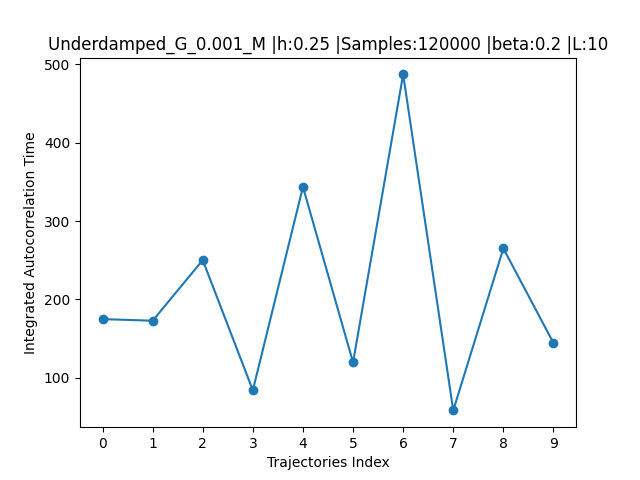 Underdamped_G_0.001_M |h:0.25 |Samples:120000 |beta:0.2 |L:10
500
400
300
200
100
Integrated Autocorrelation Time
0 1 2 3 4 5 6 7 8 9
Trajectories Index